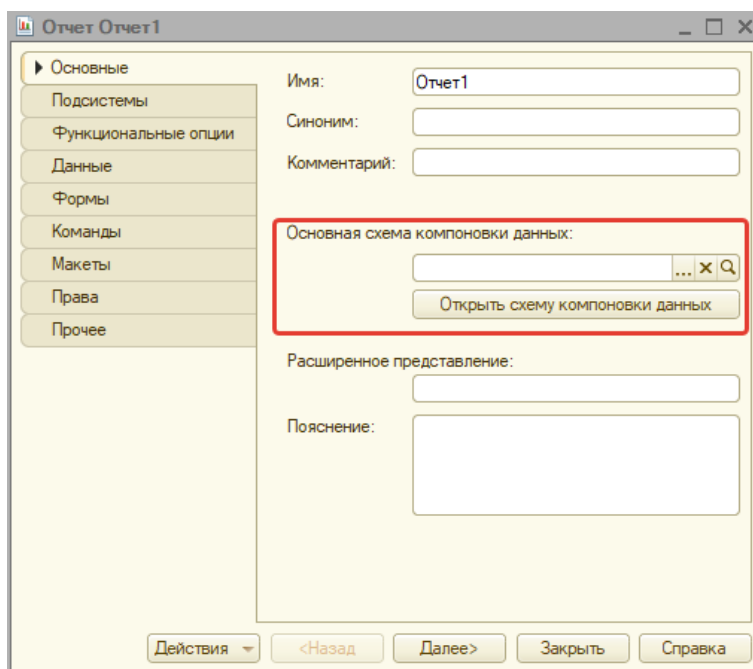 Отчет Отчет1
Основные
Подсистемы
Функциональные опции
Данные
Формы
Команды
Макеты
Права
Прочее
Имя: Отчет1
Синоним:
Комментарий:
Основная схема компоновки данных:
...
Открыть схему компоновки данных
Расширенное представление:
Пояснение:
Действия <Назад Далее> Закрыть Справка